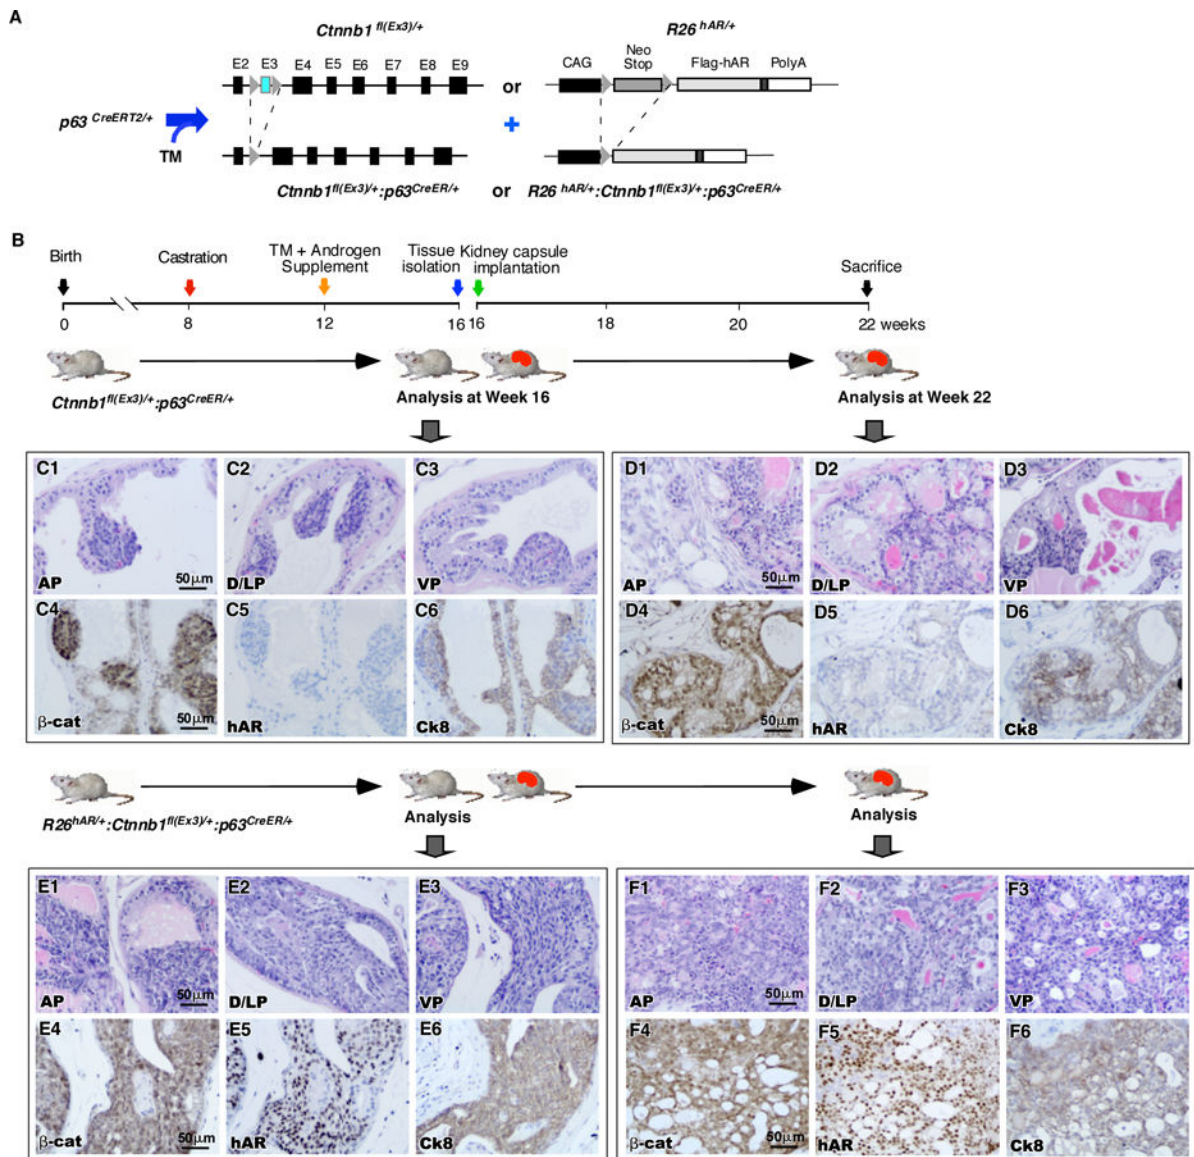 A
Ctnnb1 fl(Ex3)/+
R26 hAR/+
E2 E3 E4 E5 E6 E7 E8 E9
CAG Neo Stop Flag-hAR PolyA
or
p63 CreERT2/+
+
TM
Ctnnb1 fl(Ex3)/+:p63CreER/+ or R26 hAR/+:Ctnnb1fl(Ex3)/+:p63CreER/+
B
Birth
Castration
TM + Androgen
Supplement
Tissue
isolation
Kidney capsule
implantation
Sacrifice
0 8 12 16 16 18 20 22 weeks
Ctnnb1fl(Ex3)/+:p63CreER/+
Analysis at Week 16
Analysis at Week 22
C1 C2 C3
AP 50μm D/LP VP
C4 C5 C6
β-cat 50μm hAR Ck8
D1 D2 D3
AP 50μm D/LP VP
D4 D5 D6
β-cat 50μm hAR Ck8
R26hAR/+:Ctnnb1fl(Ex3)/+:p63CreER/+
Analysis
Analysis
E1 E2 E3
AP 50μm D/LP VP
E4 E5 E6
β-cat 50μm hAR Ck8
F1 F2 F3
AP 50μm D/LP VP
F4 F5 F6
β-cat 50μm hAR Ck8